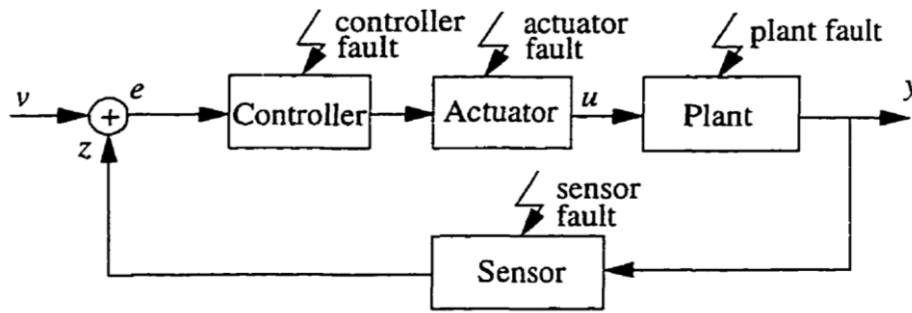 controller
fault
actuator
fault
plant fault
v
e
u
y
+
Controller
Actuator
Plant
z
sensor
fault
Sensor